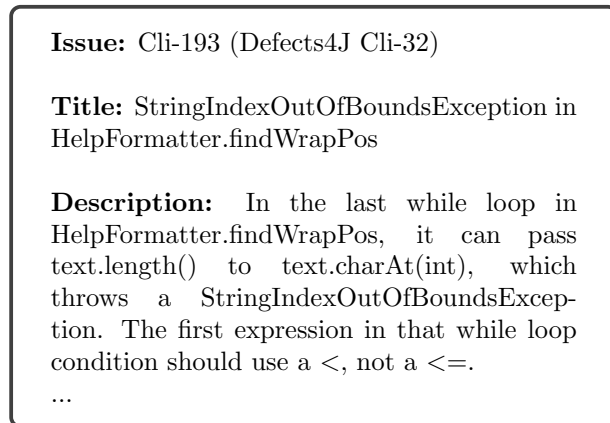 Issue: Cli-193 (Defects4J Cli-32)
Title: StringIndexOutOfBoundsException in
HelpFormatter.findWrapPos
Description: In the last while loop in
HelpFormatter.findWrapPos, it can pass
text.length() to text.charAt(int), which
throws a StringIndexOutOfBoundsExcep-
tion. The first expression in that while loop
condition should use a <, not a <=.
...